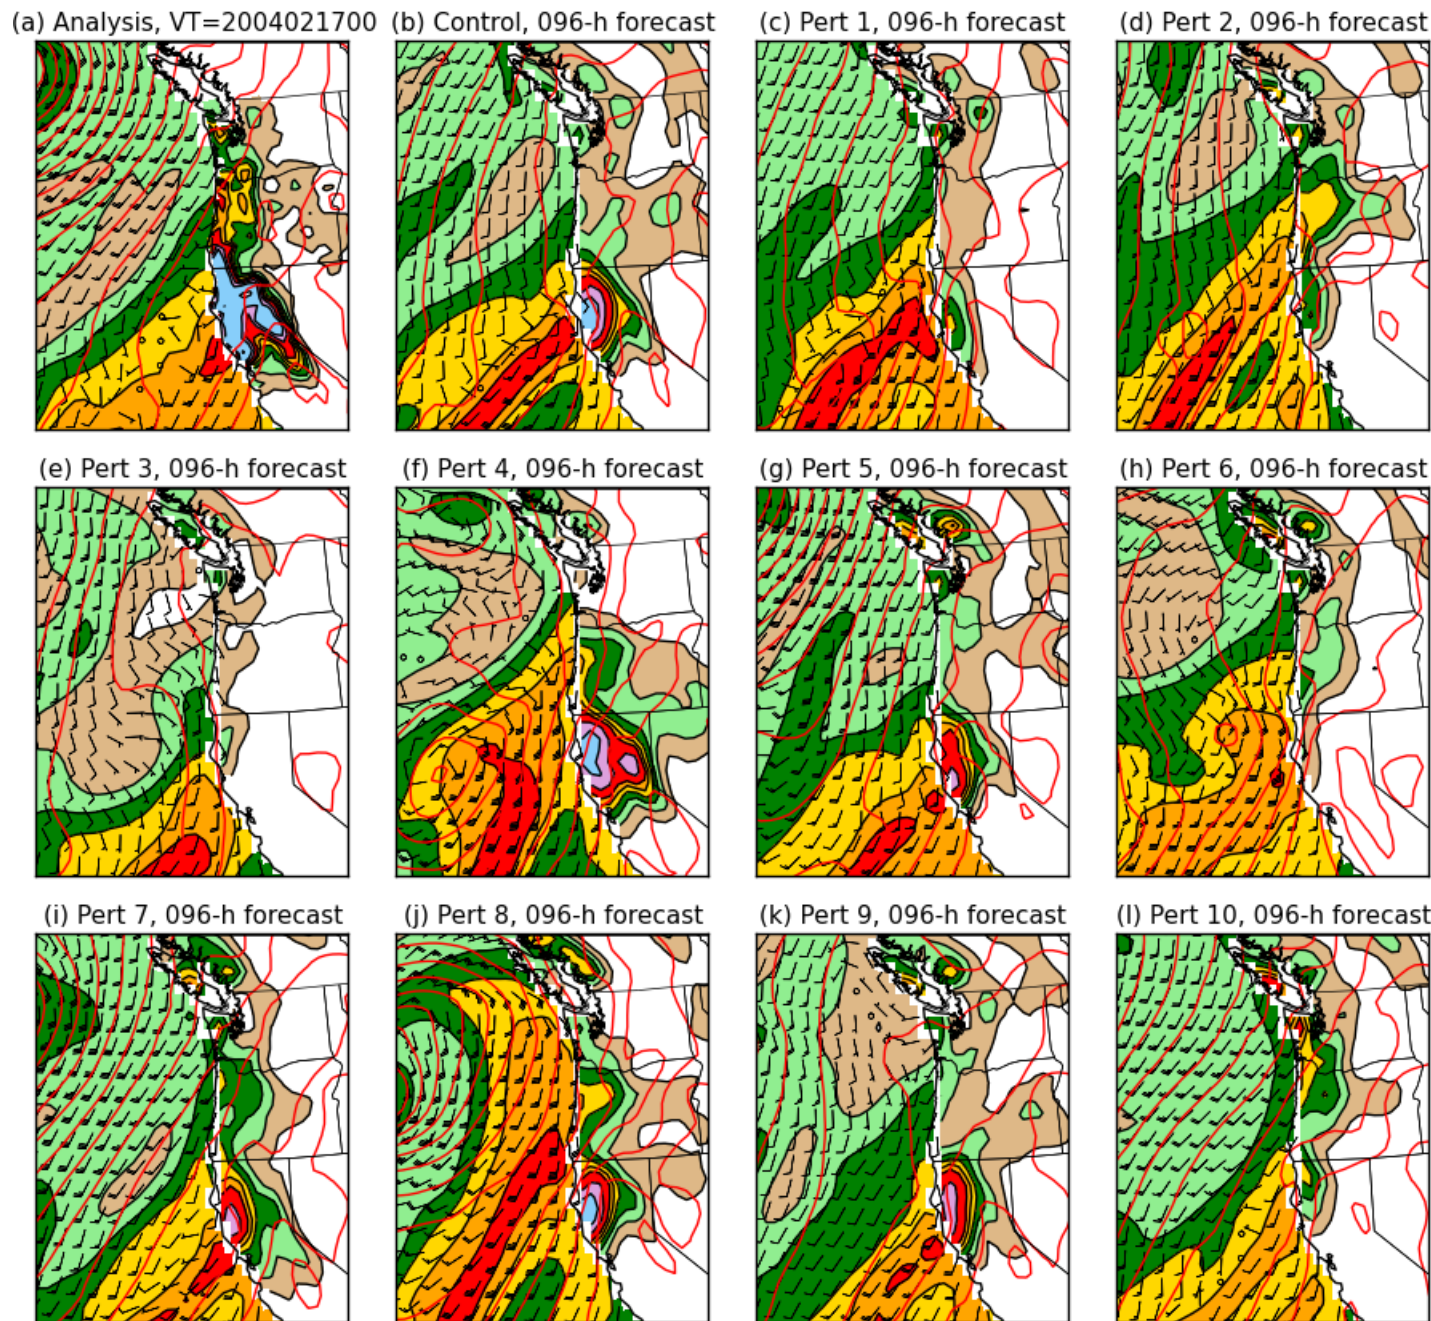 (a) Analysis, VT=2004021700
(b) Control, 096-h forecast
(c) Pert 1, 096-h forecast
(d) Pert 2, 096-h forecast
(e) Pert 3, 096-h forecast
(f) Pert 4, 096-h forecast
(g) Pert 5, 096-h forecast
(h) Pert 6, 096-h forecast
(i) Pert 7, 096-h forecast
(j) Pert 8, 096-h forecast
(k) Pert 9, 096-h forecast
(l) Pert 10, 096-h forecast